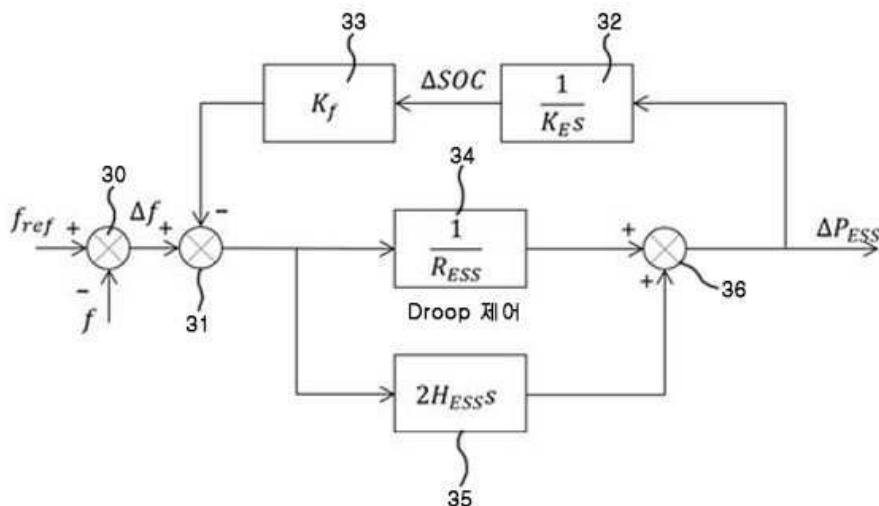 33
32
ΔSOC
K_f
1
K_E s
34
30
f_ref
+
Δf
+
-
1
R_ESS
+
ΔP_ESS
-
f
31
Droop 제어
+
36
2H_ESS s
35